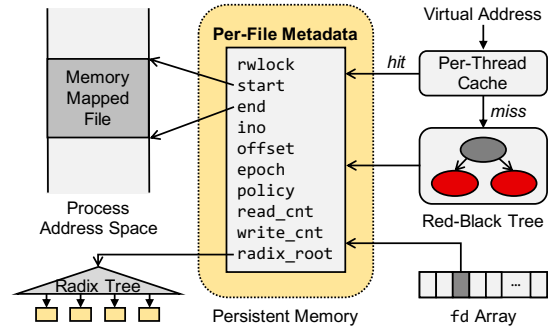 Virtual Address
Per-File Metadata
rwlock
start
end
ino
offset
epoch
policy
read_cnt
write_cnt
radix_root
hit
Per-Thread
Cache
miss
Memory
Mapped
File
Process
Address Space
Red-Black Tree
Radix Tree
Persistent Memory
...
fd Array